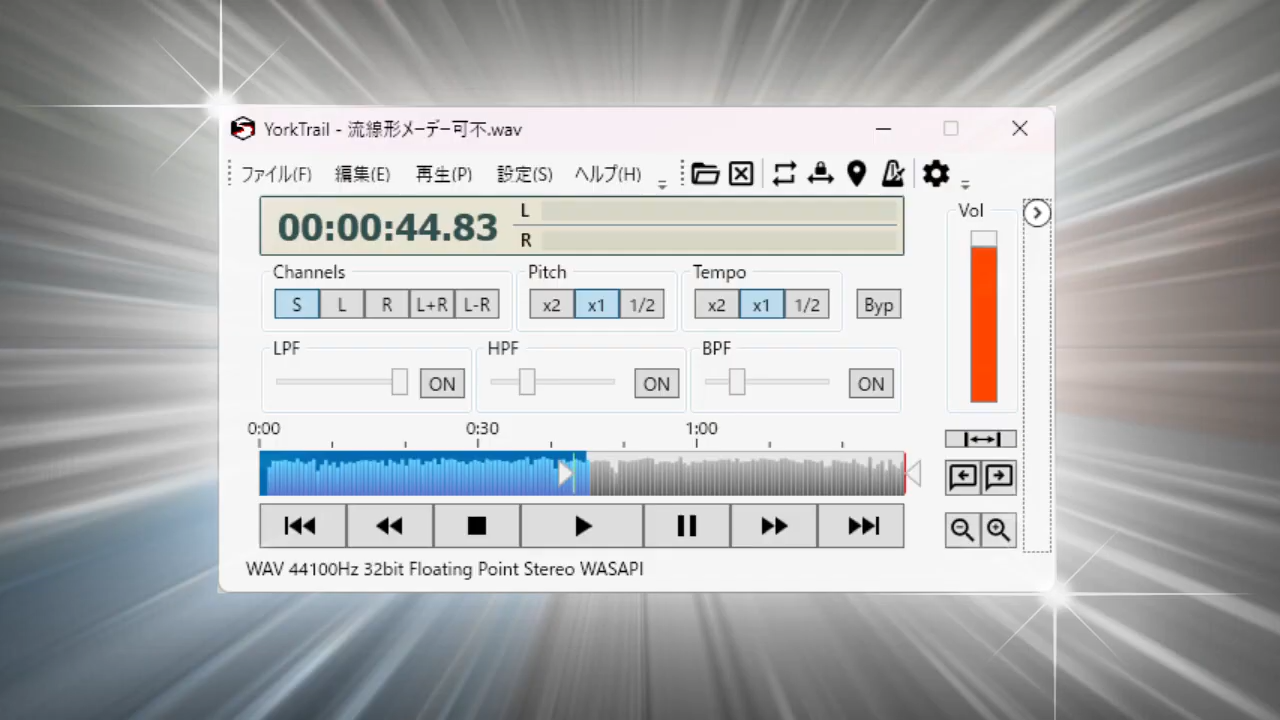 YorkTrail - 流線形メーデー可不.wav
ファイル(F) 編集(E) 再生(P) 設定(S) ヘルプ(H)
00:00:44.83
L
R
Vol
Channels Pitch Tempo
S L R L+R L-R x2 x1 1/2 x2 x1 1/2 Byp
LPF HPF BPF
ON ON ON
0:00 0:30 1:00
WAV 44100Hz 32bit Floating Point Stereo WASAPI